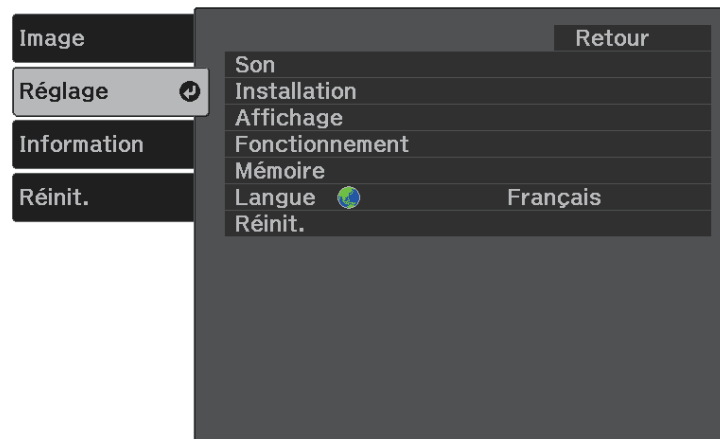 Image
Réglage
Information
Réinit.
Retour
Son
Installation
Affichage
Fonctionnement
Mémoire
Langue Français
Réinit.